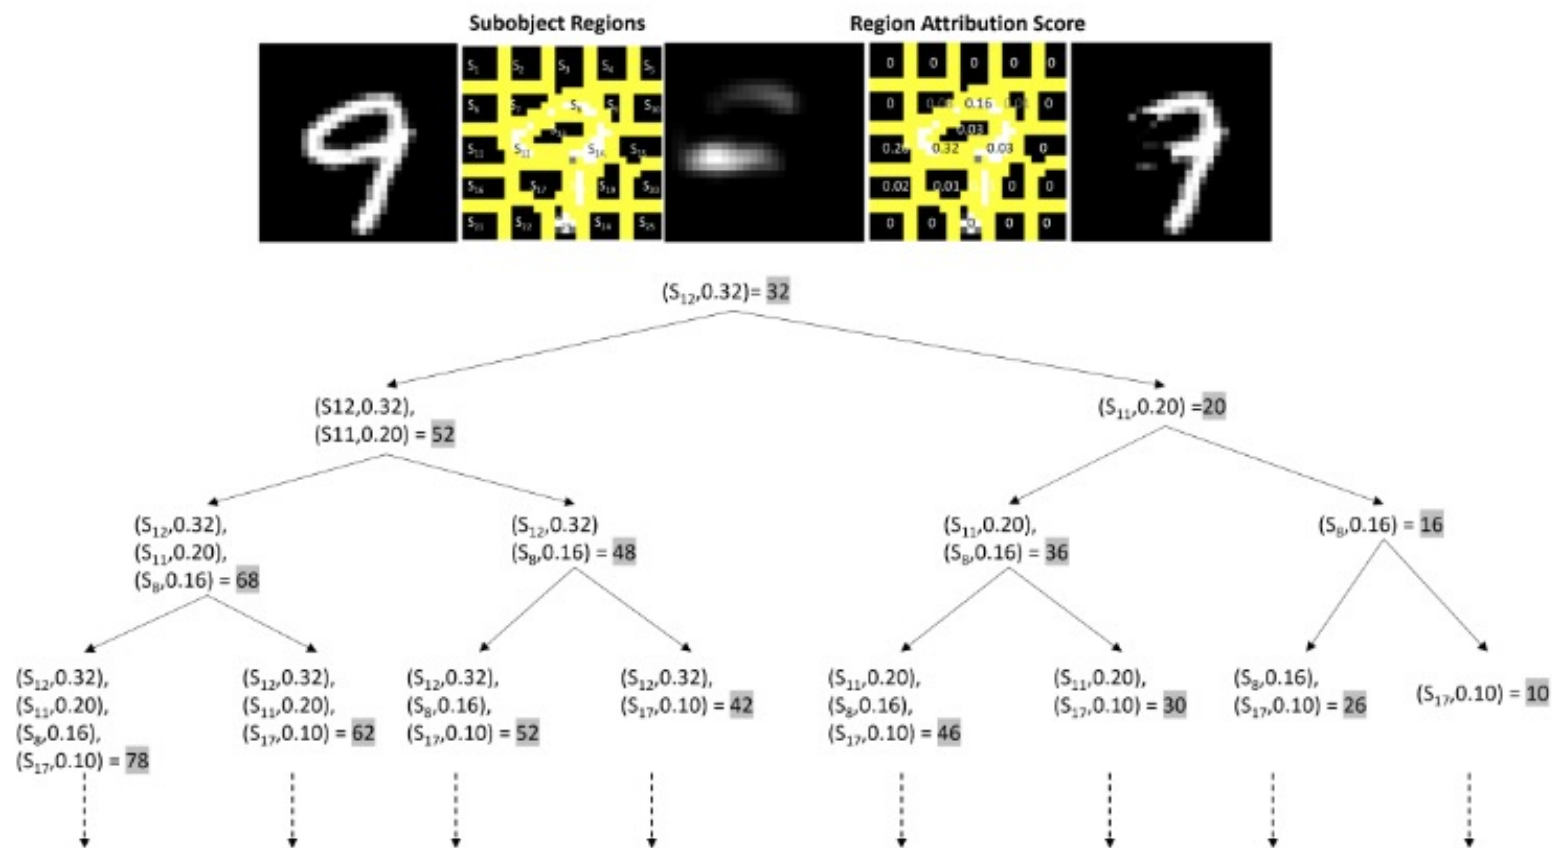 Subobject Regions
Region Attribution Score
S₁ S₂ S₃ S₄ S₅
S₆ S₇ S₈ S₉ S₁₀
S₁₁ S₁₄ S₁₅
S₁₆ S₁₇ S₁₉ S₂₀
S₂₁ S₂₂ S₂₄ S₂₅
0 0 0 0 0
0 0.16 0
0.03
0.32 0.03 0
0.02 0.01 0 0
0 0 0 0 0
(S₁₂,0.32)= 32
(S12,0.32),
(S11,0.20) = 52
(S₁₁,0.20) =20
(S₁₂,0.32),
(S₁₁,0.20),
(S₈,0.16) = 68
(S₁₂,0.32)
(S₈,0.16) = 48
(S₁₁,0.20),
(S₈,0.16) = 36
(S₈,0.16) = 16
(S₁₂,0.32),
(S₁₁,0.20),
(S₈,0.16),
(S₁₇,0.10) = 78
(S₁₂,0.32),
(S₁₁,0.20),
(S₁₇,0.10) = 62
(S₁₂,0.32),
(S₈,0.16),
(S₁₇,0.10) = 52
(S₁₂,0.32),
(S₁₇,0.10) = 42
(S₁₁,0.20),
(S₈,0.16),
(S₁₇,0.10) = 46
(S₁₁,0.20),
(S₁₇,0.10) = 30
(S₈,0.16),
(S₁₇,0.10) = 26
(S₁₇,0.10) = 10